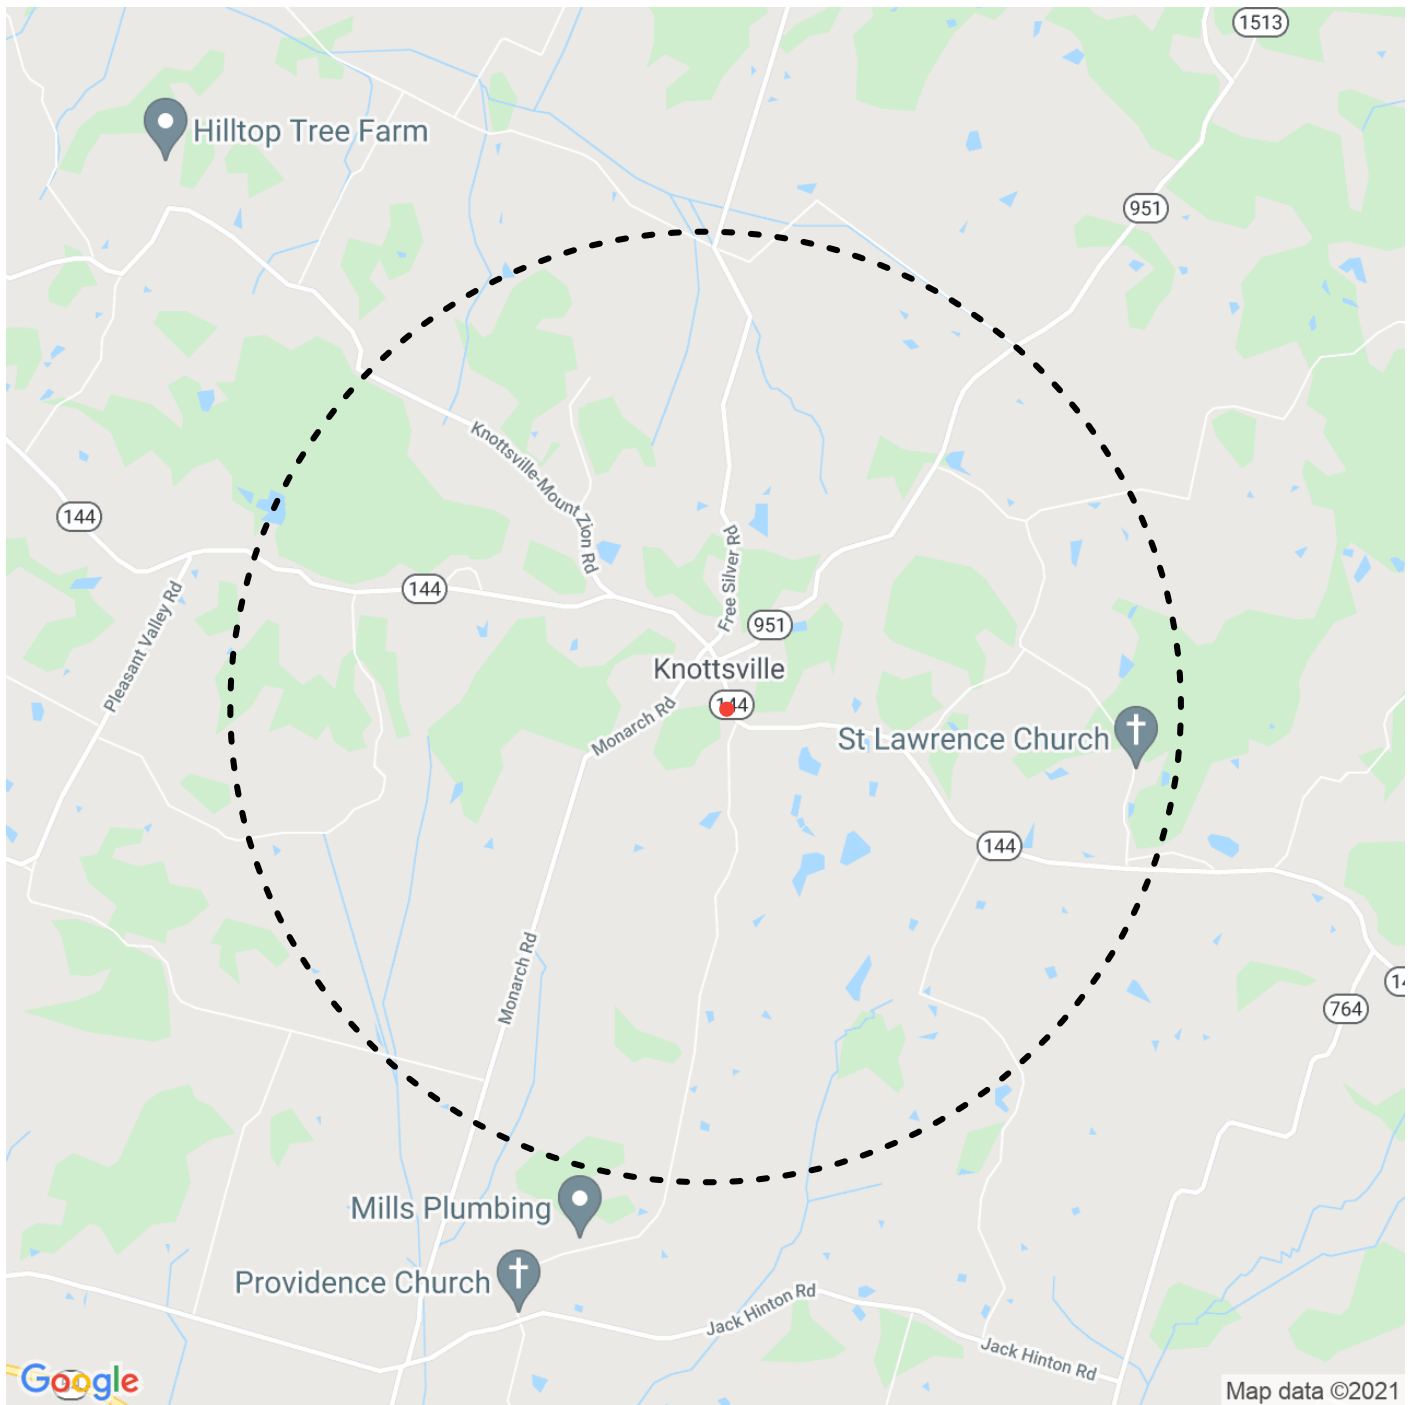 1513
Hilltop Tree Farm
951
Knottsville-Mount Zion Rd
144
Free Silver Rd
144
Pleasant Valley Rd
951
Knottsville
144
Monarch Rd
St Lawrence Church
144
Monarch Rd
14
764
Mills Plumbing
Providence Church
Jack Hinton Rd
Jack Hinton Rd
Google
Map data ©2021